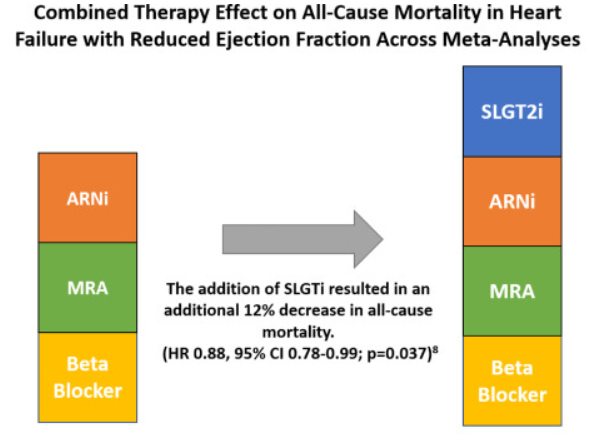 Combined Therapy Effect on All-Cause Mortality in Heart
Failure with Reduced Ejection Fraction Across Meta-Analyses
ARNi
MRA
Beta
Blocker
The addition of SLGTi resulted in an
additional 12% decrease in all-cause
mortality.
(HR 0.88, 95% CI 0.78-0.99; p=0.037)⁸
SLGT2i
ARNi
MRA
Beta
Blocker